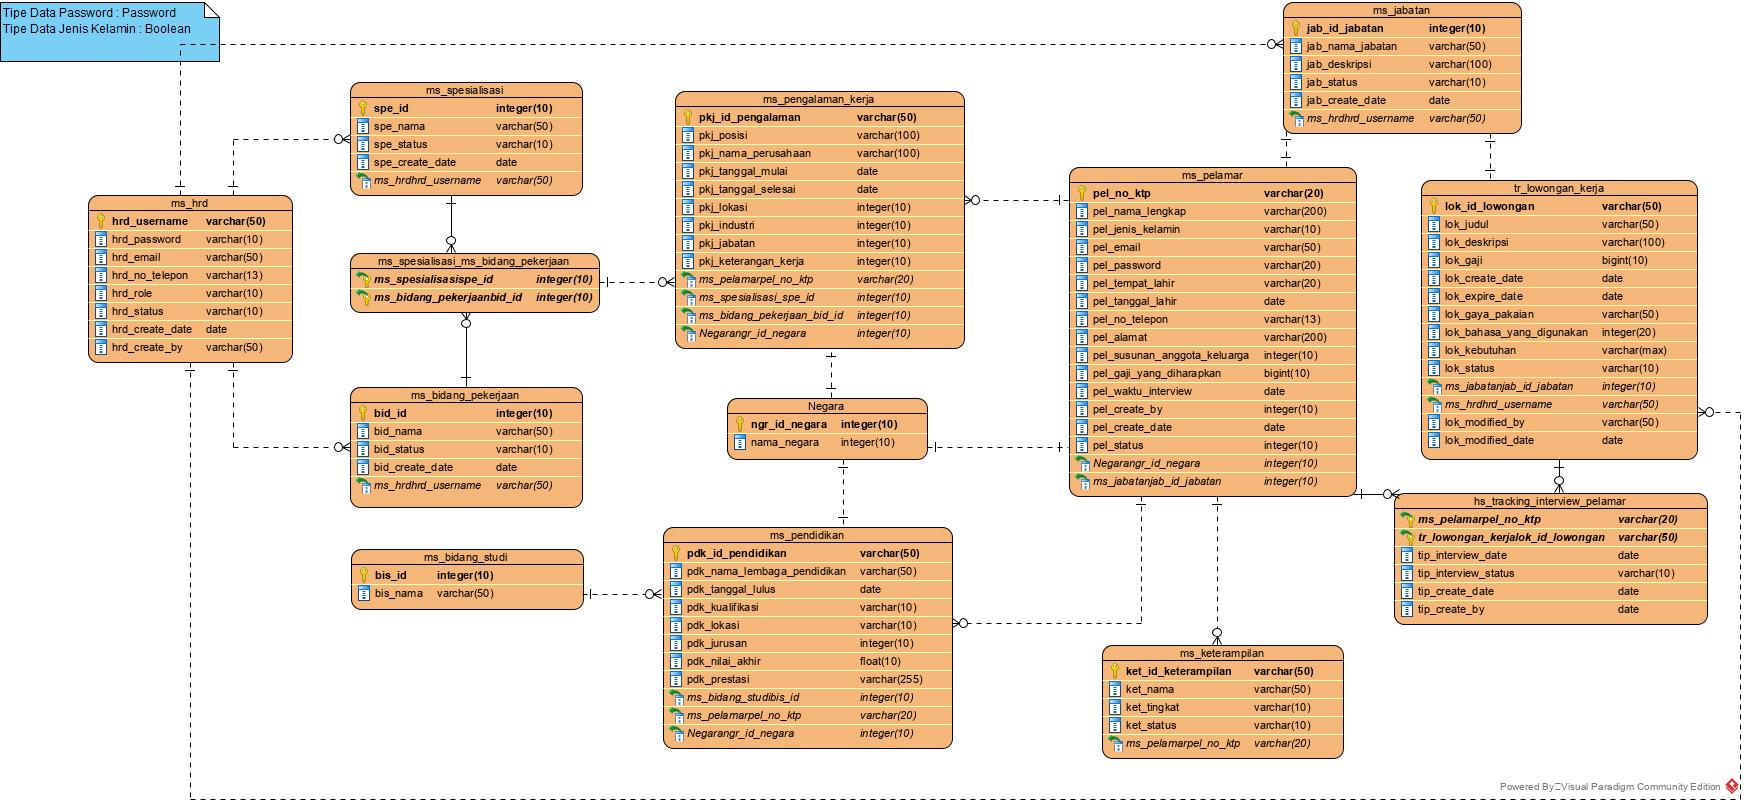 Tipe Data Password : Password
Tipe Data Jenis Kelamin : Boolean
ms_jabatan
jab_id_jabatan integer(10)
jab_nama_jabatan varchar(50)
jab_deskripsi varchar(100)
jab_status varchar(10)
jab_create_date date
ms_hrdhrd_username varchar(50)
ms_spesialisasi
spe_id integer(10)
spe_nama varchar(50)
spe_status varchar(10)
spe_create_date date
ms_hrdhrd_username varchar(50)
ms_pengalaman_kerja
pkj_id_pengalaman varchar(50)
pkj_posisi varchar(100)
pkj_nama_perusahaan varchar(100)
pkj_tanggal_mulai date
pkj_tanggal_selesai date
pkj_lokasi integer(10)
pkj_industri integer(10)
pkj_jabatan integer(10)
pkj_keterangan_kerja integer(10)
ms_pelamarpel_no_ktp varchar(20)
ms_spesialisasi_spe_id integer(10)
ms_bidang_pekerjaan_bid_id integer(10)
Negarangr_id_negara integer(10)
ms_pelamar
pel_no_ktp varchar(20)
pel_nama_lengkap varchar(200)
pel_jenis_kelamin varchar(10)
pel_email varchar(50)
pel_password varchar(20)
pel_tempat_lahir varchar(20)
pel_tanggal_lahir date
pel_no_telepon varchar(13)
pel_alamat varchar(200)
pel_susunan_anggota_keluarga integer(10)
pel_gaji_yang_diharapkan bigint(10)
pel_waktu_interview date
pel_create_by integer(10)
pel_create_date date
pel_status integer(10)
Negarangr_id_negara integer(10)
ms_jabatanjab_id_jabatan integer(10)
tr_lowongan_kerja
lok_id_lowongan varchar(50)
lok_judul varchar(50)
lok_deskripsi varchar(100)
lok_gaji bigint(10)
lok_create_date date
lok_expire_date date
lok_gaya_pakaian varchar(50)
lok_bahasa_yang_digunakan integer(20)
lok_kebutuhan varchar(max)
lok_status varchar(10)
ms_jabatanjab_id_jabatan integer(10)
ms_hrdhrd_username varchar(50)
lok_modified_by varchar(50)
lok_modified_date date
ms_hrd
hrd_username varchar(50)
hrd_password varchar(10)
hrd_email varchar(50)
hrd_no_telepon varchar(13)
hrd_role varchar(10)
hrd_status varchar(10)
hrd_create_date date
hrd_create_by varchar(50)
ms_spesialisasi_ms_bidang_pekerjaan
ms_spesialisasispe_id integer(10)
ms_bidang_pekerjaanbid_id integer(10)
ms_bidang_pekerjaan
bid_id integer(10)
bid_nama varchar(50)
bid_status varchar(10)
bid_create_date date
ms_hrdhrd_username varchar(50)
Negara
ngr_id_negara integer(10)
nama_negara integer(10)
hs_tracking_interview_pelamar
ms_pelamarpel_no_ktp varchar(20)
tr_lowongan_kerjalok_id_lowongan varchar(50)
tip_interview_date date
tip_interview_status varchar(10)
tip_create_date date
tip_create_by date
ms_bidang_studi
bis_id integer(10)
bis_nama varchar(50)
ms_pendidikan
pdk_id_pendidikan varchar(50)
pdk_nama_lembaga_pendidikan varchar(50)
pdk_tanggal_lulus date
pdk_kualifikasi varchar(10)
pdk_lokasi varchar(10)
pdk_jurusan integer(10)
pdk_nilai_akhir float(10)
pdk_prestasi varchar(255)
ms_bidang_studibis_id integer(10)
ms_pelamarpel_no_ktp varchar(20)
Negarangr_id_negara integer(10)
ms_keterampilan
ket_id_keterampilan varchar(50)
ket_nama varchar(50)
ket_tingkat varchar(10)
ket_status varchar(10)
ms_pelamarpel_no_ktp varchar(20)
Powered By Visual Paradigm Community Edition